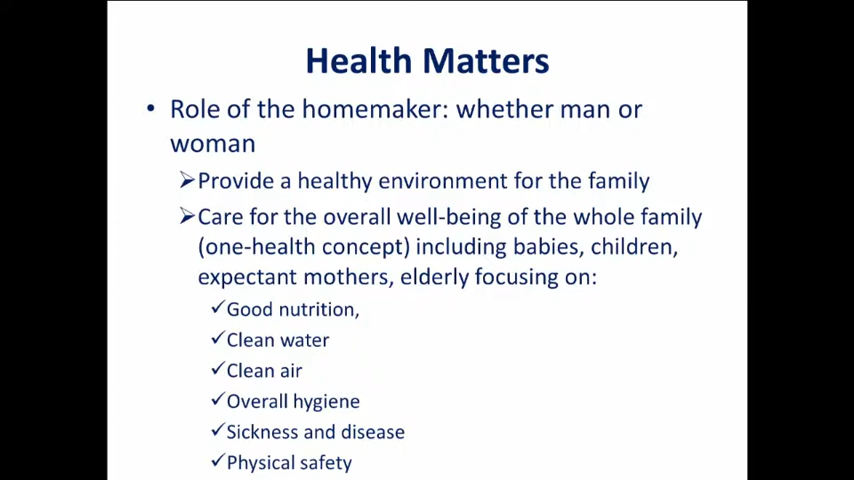 Health Matters
• Role of the homemaker: whether man or
woman
➢Provide a healthy environment for the family
➢Care for the overall well-being of the whole family
(one-health concept) including babies, children,
expectant mothers, elderly focusing on:
✓Good nutrition,
✓Clean water
✓Clean air
✓Overall hygiene
✓Sickness and disease
✓Physical safety